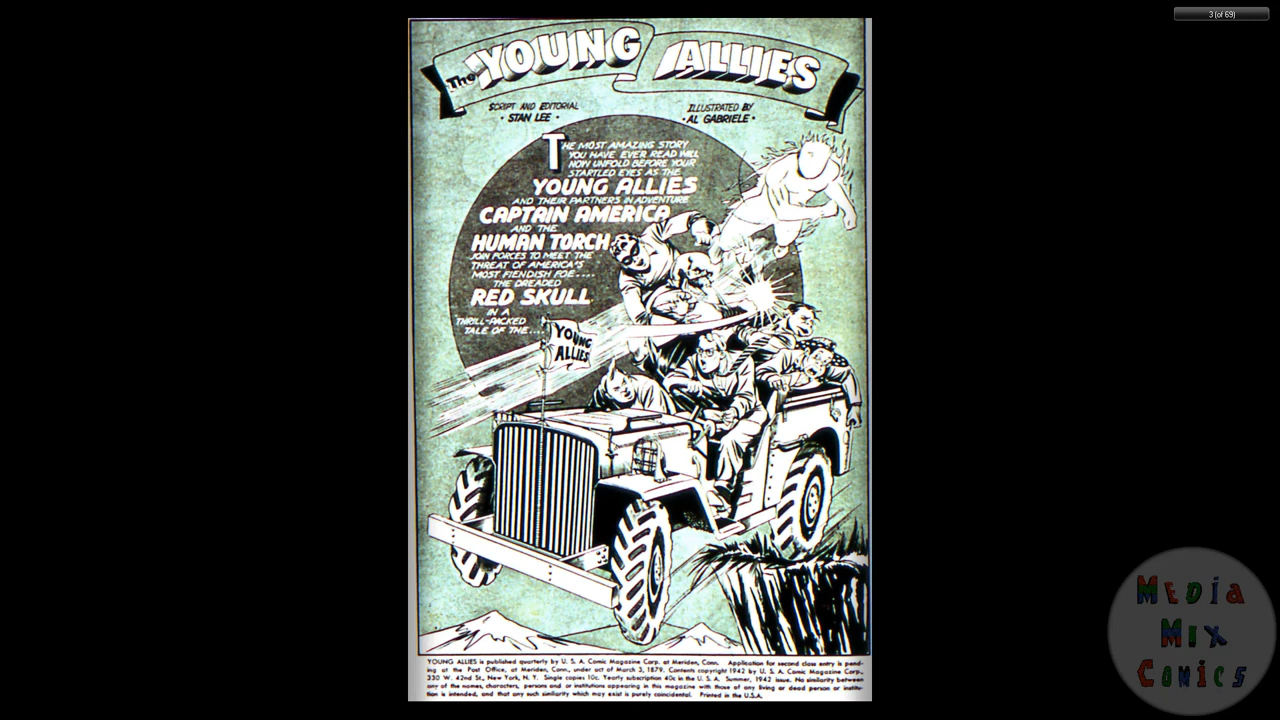 3 (of 69)
The YOUNG ALLIES
SCRIPT AND EDITORIAL
• STAN LEE •
ILLUSTRATED BY
• AL GABRIELE •
THE MOST AMAZING STORY
YOU HAVE EVER READ WILL
NOW UNFOLD BEFORE YOUR
STARTLED EYES AS THE
YOUNG ALLIES
AND THEIR PARTNERS IN ADVENTURE
CAPTAIN AMERICA
AND THE
HUMAN TORCH
JOIN FORCES TO MEET THE
THREAT OF AMERICA'S
MOST FIENDISH FOE....
THE DREADED
RED SKULL
IN A
THRILL-PACKED
TALE OF THE....
YOUNG
ALLIES
YOUNG ALLIES is published quarterly by U. S. A. Comic Magazine Corp. at Meriden, Conn. Application for second class entry is pend-
ing at the Post Office, at Meriden, Conn., under act of March 3, 1879. Contents copyright 1942 by U. S. A. Comic Magazine Corp.,
330 W. 42nd St., New York, N. Y. Single copies 10c. Yearly subscription 40c in the U. S. A. Summer, 1942 issue. No similarity between
any of the names, characters, persons and or institutions appearing in this magazine with those of any living or dead person or institu-
tion is intended, and that any such similarity which may exist is purely coincidental. Printed in the U.S.A.
MEDiA
MiX
COMiCS